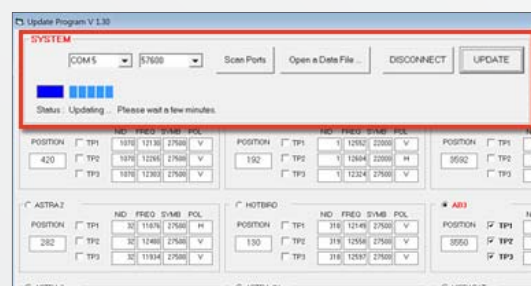 Update Program V 1.30
SYSTEM
COM 5 57600 Scan Ports Open a Data File ... DISCONNECT UPDATE
Status : Updating ... Please wait a few minutes.
NID FREQ SYMB POL NID FREQ SYMB POL
POSITION TP1 1070 12130 27500 V POSITION TP1 1 12552 22000 V POSITION TP1
420 TP2 1070 12265 27500 V 192 TP2 1 12604 22000 H 3592 TP2
TP3 1070 12303 27500 V TP3 1 12324 27500 V TP3
ASTRA 2 HOTBIRD AB3
NID FREQ SYMB POL NID FREQ SYMB POL
POSITION TP1 32 11876 27500 H POSITION TP1 318 12149 27500 V POSITION TP1
282 TP2 32 12480 27500 V 130 TP2 319 12558 27500 V 3550 TP2
TP3 32 11934 27500 V TP3 318 12597 27500 V TP3